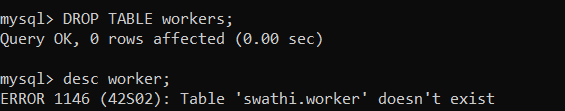 mysql> DROP TABLE workers;
Query OK, 0 rows affected (0.00 sec)
mysql> desc worker;
ERROR 1146 (42S02): Table 'swathi.worker' doesn't exist